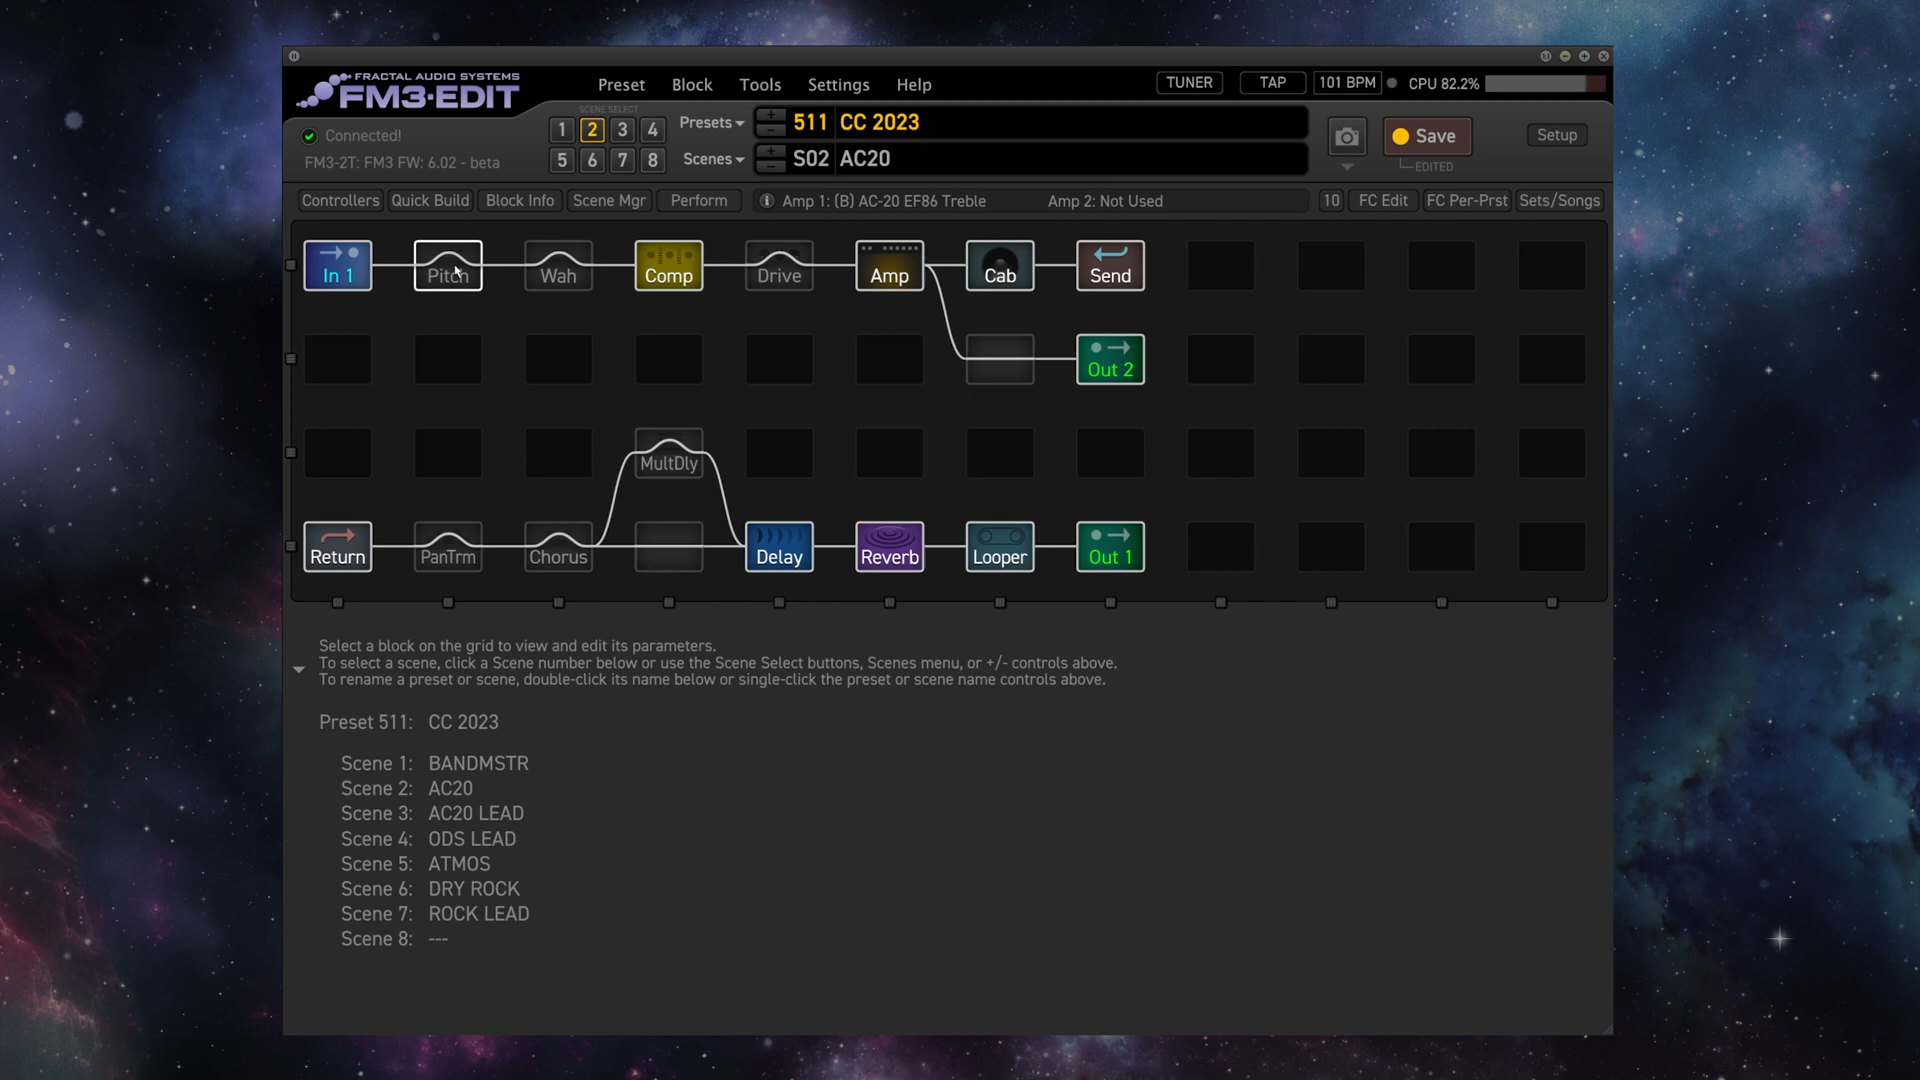 FRACTAL AUDIO SYSTEMS
FM3-EDIT
Preset Block Tools Settings Help
TUNER TAP 101 BPM CPU 82.2%
SCENE SELECT
1 2 3 4
5 6 7 8
Presets 511 CC 2023
Scenes S02 AC20
Save
EDITED
Setup
Connected!
FM3-2T: FM3 FW: 6.02 - beta
Controllers Quick Build Block Info Scene Mgr Perform Amp 1: (B) AC-20 EF86 Treble Amp 2: Not Used 10 FC Edit FC Per-Prst Sets/Songs
In 1 Pitch Wah Comp Drive Amp Cab Send
Out 2
MultDly
Return PanTrm Chorus Delay Reverb Looper Out 1
Select a block on the grid to view and edit its parameters.
To select a scene, click a Scene number below or use the Scene Select buttons, Scenes menu, or +/- controls above.
To rename a preset or scene, double-click its name below or single-click the preset or scene name controls above.
Preset 511: CC 2023
Scene 1: BANDMSTR
Scene 2: AC20
Scene 3: AC20 LEAD
Scene 4: ODS LEAD
Scene 5: ATMOS
Scene 6: DRY ROCK
Scene 7: ROCK LEAD
Scene 8: ---